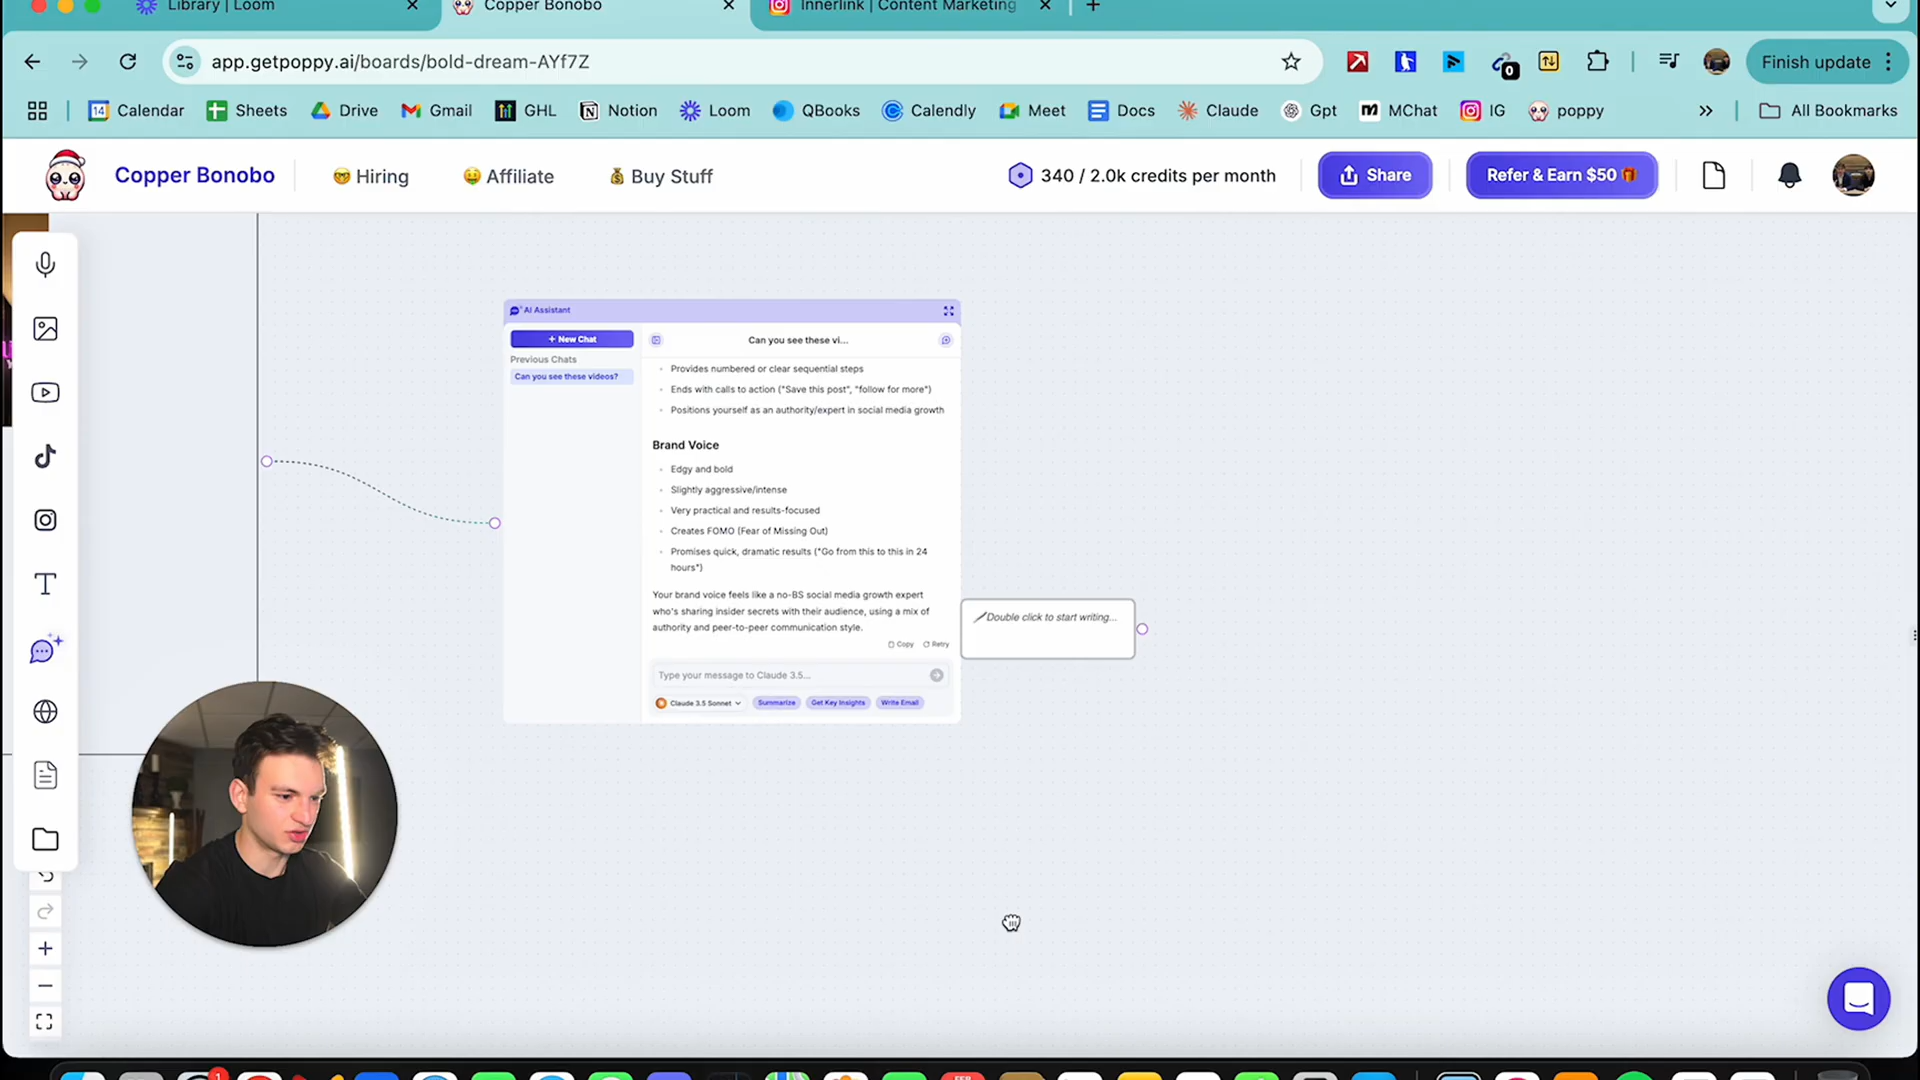 Library | Loom
Copper Bonobo
Innerlink | Content Marketing
app.getpoppy.ai/boards/bold-dream-AYf7Z
0
Finish update
14
Calendar
Sheets
Drive
Gmail
GHL
Notion
Loom
QBooks
Calendly
Meet
Docs
Claude
Gpt
MChat
IG
poppy
All Bookmarks
Copper Bonobo
Hiring
Affiliate
Buy Stuff
340 / 2.0k credits per month
Share
Refer & Earn $50
AI Assistant
+ New Chat
Previous Chats
Can you see these videos?
Can you see these vi...
Provides numbered or clear sequential steps
Ends with calls to action ("Save this post", "follow for more")
Positions yourself as an authority/expert in social media growth
Brand Voice
Edgy and bold
Slightly aggressive/intense
Very practical and results-focused
Creates FOMO (Fear of Missing Out)
Promises quick, dramatic results ("Go from this to this in 24
hours")
Your brand voice feels like a no-BS social media growth expert
who's sharing insider secrets with their audience, using a mix of
authority and peer-to-peer communication style.
Copy
Retry
Type your message to Claude 3.5...
Claude 3.5 Sonnet
Summarize
Get Key Insights
Write Email
Double click to start writing...
1
FEB